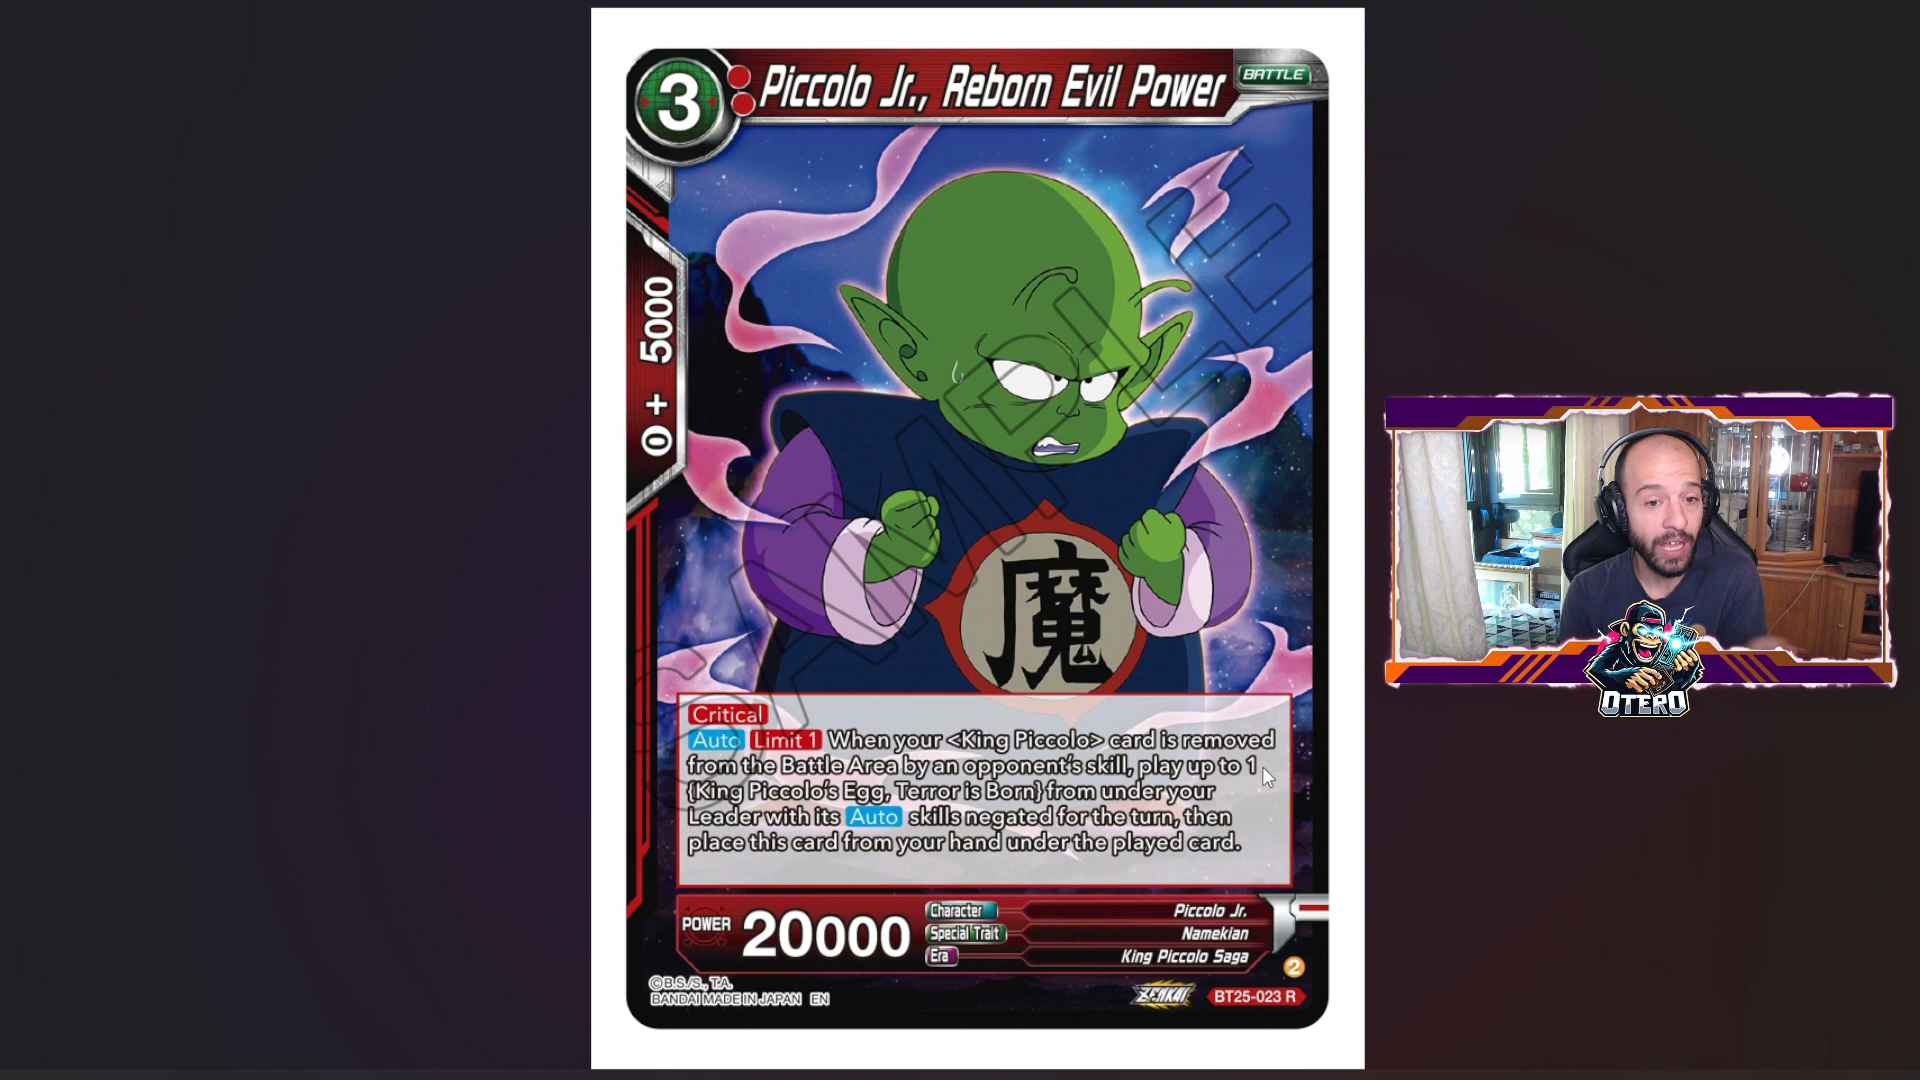 3
Piccolo Jr., Reborn Evil Power
BATTLE
0 + 5000
SAMPLE
魔
Critical
Auto Limit 1 When your <King Piccolo> card is removed
from the Battle Area by an opponent's skill, play up to 1
{King Piccolo's Egg, Terror is Born} from under your
Leader with its Auto skills negated for the turn, then
place this card from your hand under the played card.
POWER 20000
Character Piccolo Jr.
Special Trait Namekian
Era King Piccolo Saga
2
©B.S./S., T.A.
BANDAI MADE IN JAPAN EN
ZENKAI
BT25-023 R
OTERO